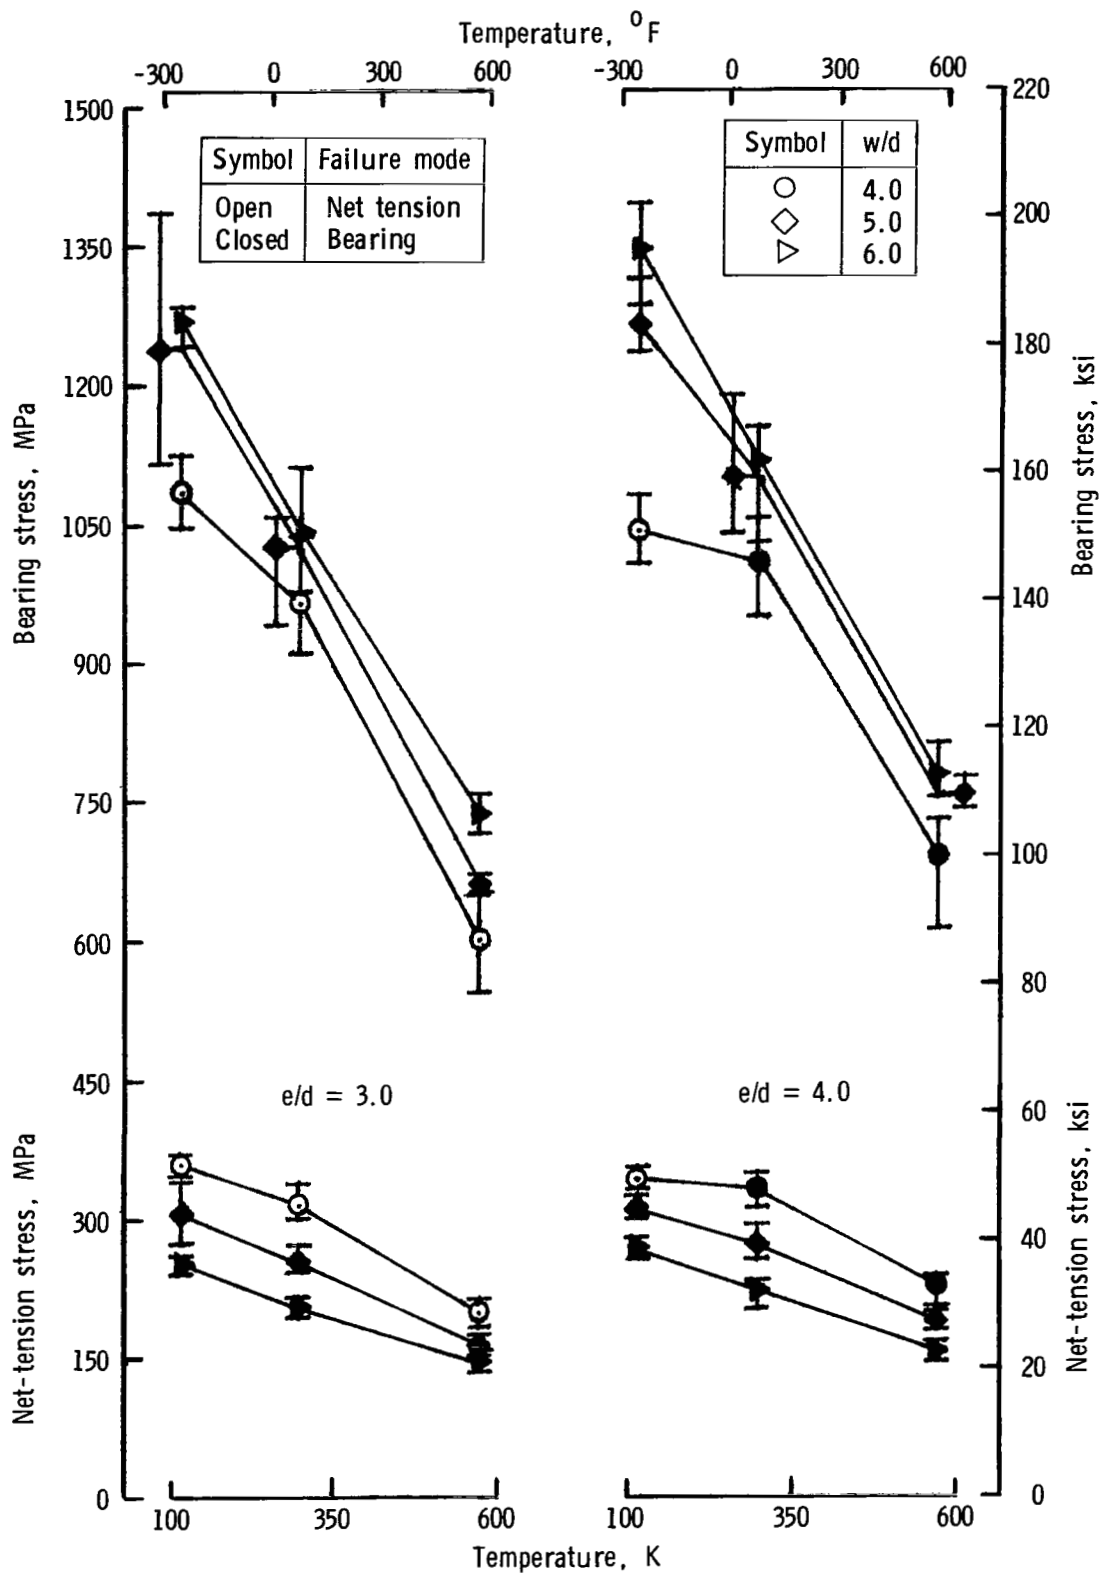 Temperature, °F
-300 0 300 600 -300 0 300 600
Symbol Failure mode
Open Net tension
Closed Bearing
Symbol w/d
4.0
5.0
6.0
1500
1350
1200
1050
900
750
600
450
300
150
0
Bearing stress, MPa
Net-tension stress, MPa
220
200
180
160
140
120
100
80
60
40
20
0
Bearing stress, ksi
Net-tension stress, ksi
e/d = 3.0
e/d = 4.0
100 350 600 100 350 600
Temperature, K